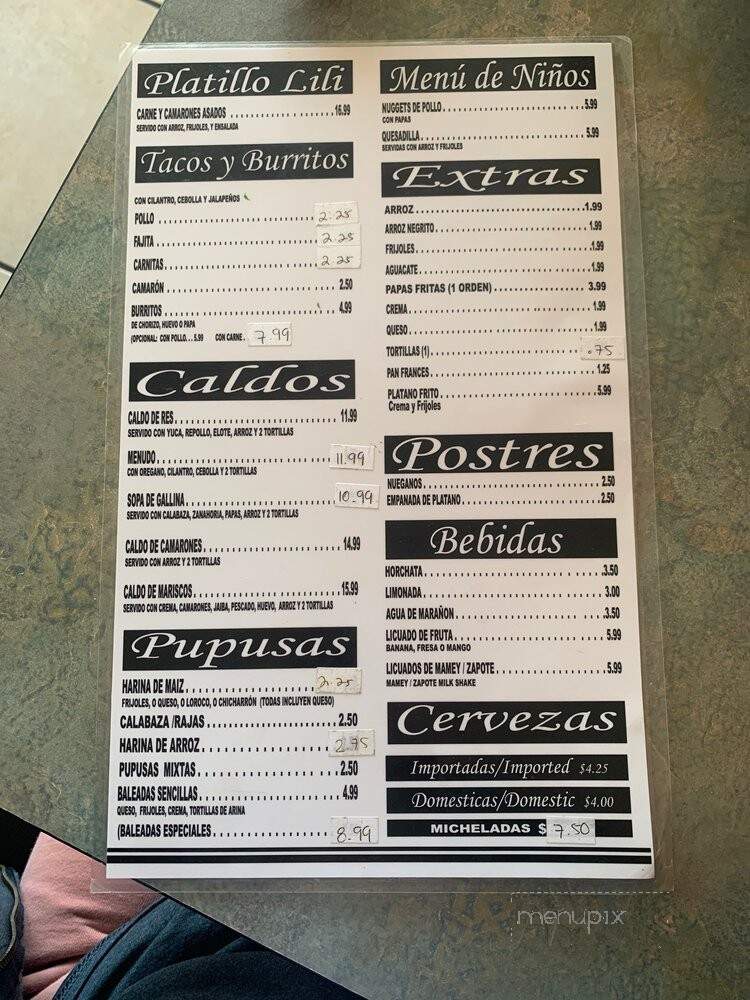 Platillo Lili
CARNE Y CAMARONES ASADOS ....................16.99
SERVIDO CON ARROZ, FRIJOLES, Y ENSALADA
Tacos y Burritos
CON CILANTRO, CEBOLLA Y JALAPEÑOS
POLLO .................... 2.25
FAJITA .................... 2.25
CARNITAS .................... 2.25
CAMARÓN .................... 2.50
BURRITOS .................... 4.99
DE CHORIZO, HUEVO O PAPA
(OPCIONAL: CON POLLO... 5.99 CON CARNE. 7.99
Caldos
CALDO DE RES .................... 11.99
SERVIDO CON YUCA, REPOLLO, ELOTE, ARROZ Y 2 TORTILLAS
MENUDO .................... 11.99
CON OREGANO, CILANTRO, CEBOLLA Y 2 TORTILLAS
SOPA DE GALLINA .................... 10.99
SERVIDO CON CALABAZA, ZANAHORIA, PAPAS, ARROZ Y 2 TORTILLAS
CALDO DE CAMARONES .................... 14.99
SERVIDO CON ARROZ Y 2 TORTILLAS
CALDO DE MARISCOS .................... 15.99
SERVIDO CON CREMA, CAMARONES, JAIBA, PESCADO, HUEVO, ARROZ Y 2 TORTILLAS
Pupusas
HARINA DE MAIZ .................... 2.25
FRIJOLES, O QUESO, O LOROCO, O CHICHARRÓN (TODAS INCLUYEN QUESO)
CALABAZA /RAJAS .................... 2.50
HARINA DE ARROZ .................... 2.75
PUPUSAS MIXTAS .................... 2.50
BALEADAS SENCILLAS .................... 4.99
QUESO, FRIJOLES, CREMA, TORTILLAS DE ARINA
(BALEADAS ESPECIALES .................... 8.99
Menú de Niños
NUGGETS DE POLLO .................... 5.99
CON PAPAS
QUESADILLA .................... 5.99
SERVIDAS CON ARROZ Y FRIJOLES
Extras
ARROZ .................... 1.99
ARROZ NEGRITO .................... 1.99
FRIJOLES .................... 1.99
AGUACATE .................... 1.99
PAPAS FRITAS (1 ORDEN) .................... 3.99
CREMA .................... 1.99
QUESO .................... 1.99
TORTILLAS (1) .................... .75
PAN FRANCES .................... 1.25
PLATANO FRITO .................... 5.99
Crema y Frijoles
Postres
NUEGANOS .................... 2.50
EMPANADA DE PLATANO .................... 2.50
Bebidas
HORCHATA .................... 3.50
LIMONADA .................... 3.00
AGUA DE MARAÑON .................... 3.50
LICUADO DE FRUTA .................... 5.99
BANANA, FRESA O MANGO
LICUADOS DE MAMEY / ZAPOTE .................... 5.99
MAMEY / ZAPOTE MILK SHAKE
Cervezas
Importadas/Imported $4.25
Domesticas/Domestic $4.00
MICHELADAS $ 7.50
menupix